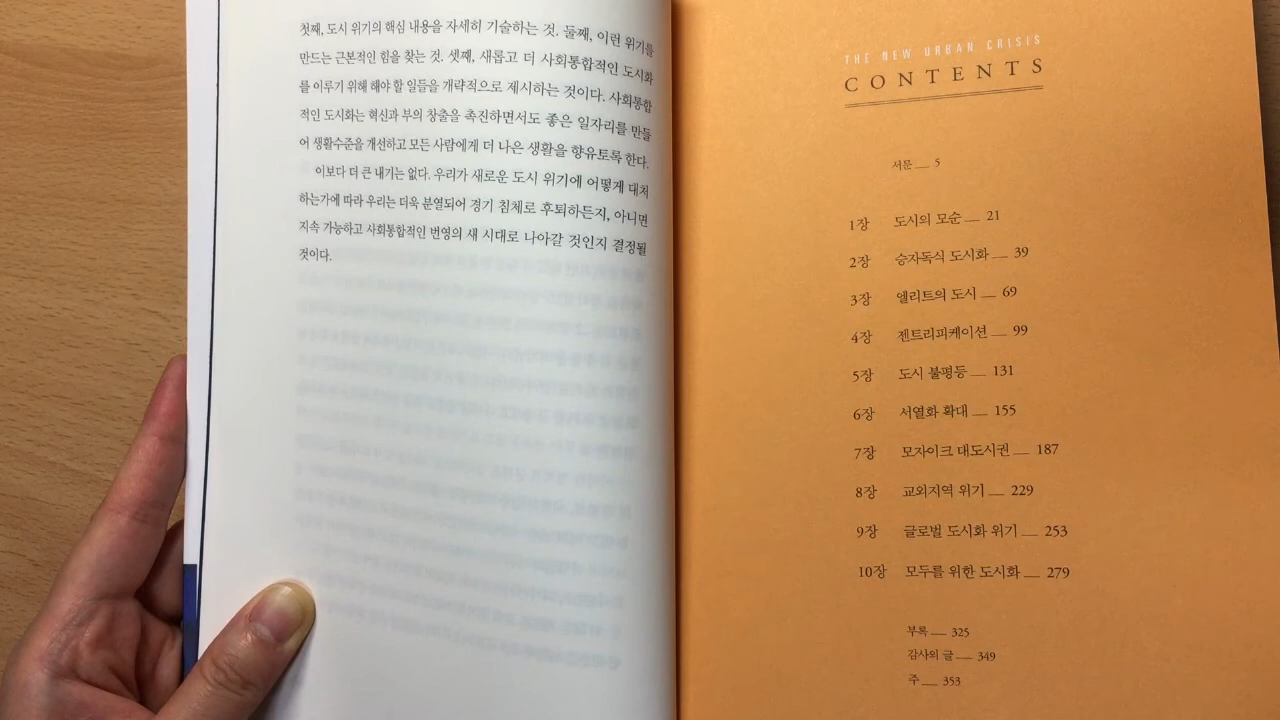 첫째, 도시 위기의 핵심 내용을 자세히 기술하는 것. 둘째, 이런 위기를
만드는 근본적인 힘을 찾는 것. 셋째, 새롭고 더 사회통합적인 도시화
를 이루기 위해 해야 할 일들을 개략적으로 제시하는 것이다. 사회통합
적인 도시화는 혁신과 부의 창출을 촉진하면서도 좋은 일자리를 만들
어 생활수준을 개선하고 모든 사람에게 더 나은 생활을 향유토록 한다.
이보다 더 큰 내기는 없다. 우리가 새로운 도시 위기에 어떻게 대처
하는가에 따라 우리는 더욱 분열되어 경기 침체로 후퇴하든지, 아니면
지속 가능하고 사회통합적인 번영의 새 시대로 나아갈 것인지 결정될
것이다.
THE NEW URBAN CRISIS
CONTENTS
서문 __ 5
1장 도시의 모순 __ 21
2장 승자독식 도시화 __ 39
3장 엘리트의 도시 __ 69
4장 젠트리피케이션 __ 99
5장 도시 불평등 __ 131
6장 서열화 확대 __ 155
7장 모자이크 대도시권 __ 187
8장 교외지역 위기 __ 229
9장 글로벌 도시화 위기 __ 253
10장 모두를 위한 도시화 __ 279
부록 __ 325
감사의 글 __ 349
주 __ 353